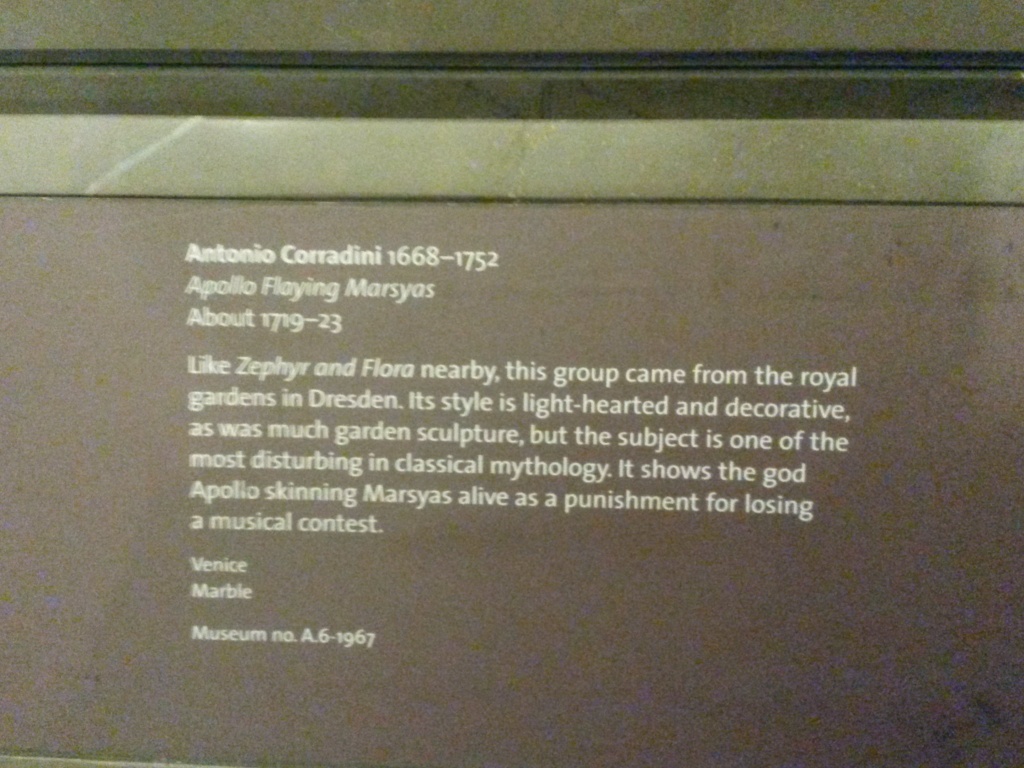 Antonio Corradini 1668–1752
Apollo Flaying Marsyas
About 1719–23
Like Zephyr and Flora nearby, this group came from the royal
gardens in Dresden. Its style is light-hearted and decorative,
as was much garden sculpture, but the subject is one of the
most disturbing in classical mythology. It shows the god
Apollo skinning Marsyas alive as a punishment for losing
a musical contest.
Venice
Marble
Museum no. A.6-1967